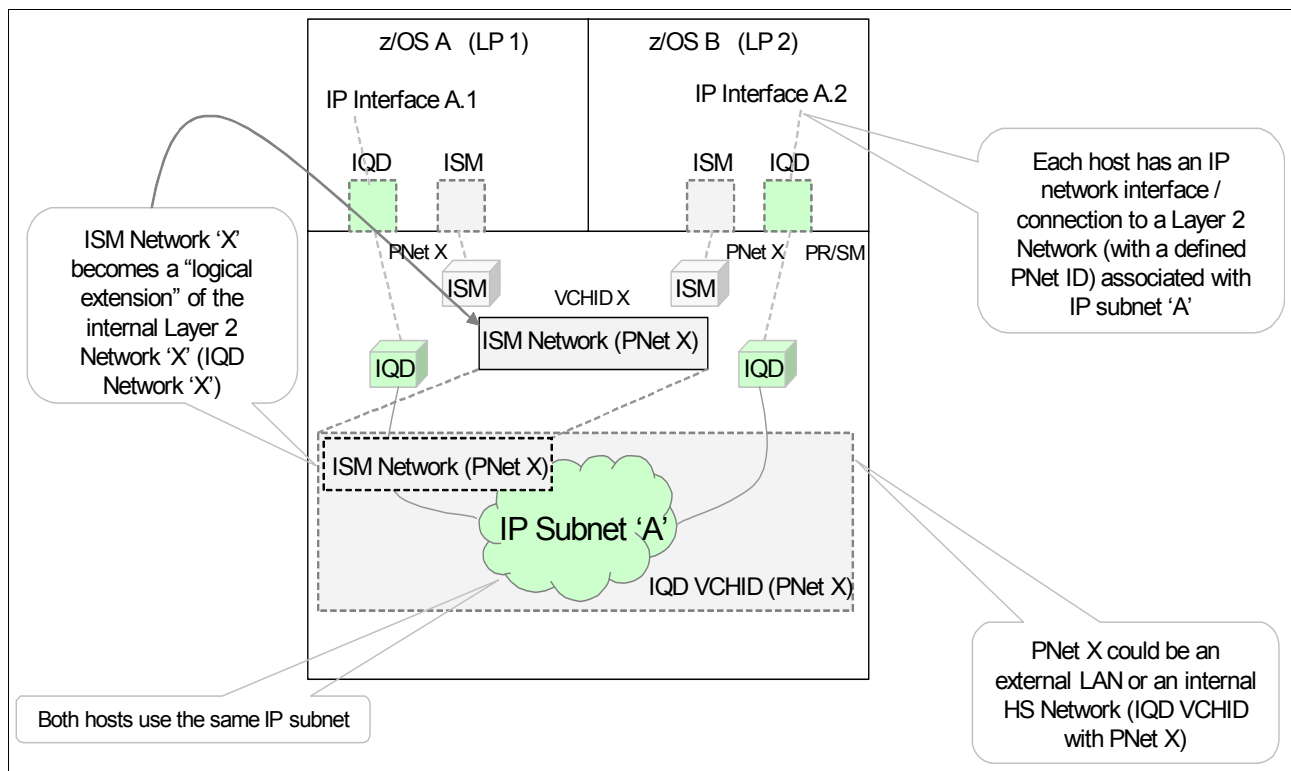 z/OS A (LP 1)
z/OS B (LP 2)
IP Interface A.1
IP Interface A.2
IQD
ISM
ISM
IQD
PNet X
PNet X
PR/SM
ISM
VCHID X
ISM
ISM Network (PNet X)
IQD
IQD
ISM Network (PNet X)
IP Subnet ‘A’
IQD VCHID (PNet X)
ISM Network ‘X’
becomes a “logical
extension” of the
internal Layer 2
Network ‘X’ (IQD
Network ‘X’)
Each host has an IP
network interface /
connection to a Layer 2
Network (with a defined
PNet ID) associated with
IP subnet ‘A’
Both hosts use the same IP subnet
PNet X could be an
external LAN or an internal
HS Network (IQD VCHID
with PNet X)